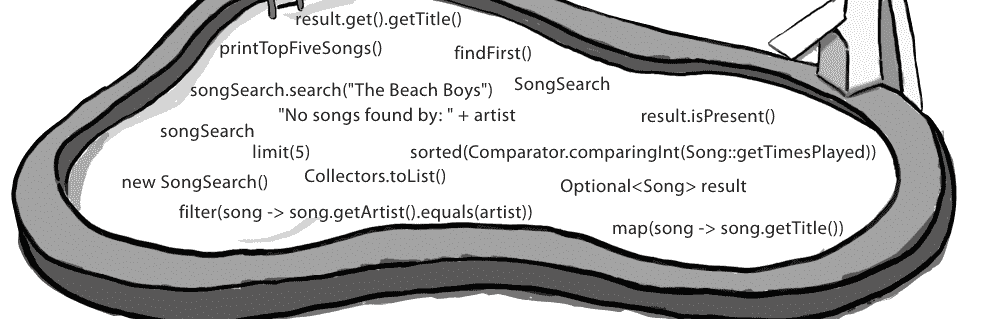 result.get().getTitle()
printTopFiveSongs()
findFirst()
songSearch.search("The Beach Boys")
SongSearch
"No songs found by: " + artist
result.isPresent()
songSearch
limit(5)
sorted(Comparator.comparingInt(Song::getTimesPlayed))
new SongSearch()
Collectors.toList()
Optional<Song> result
filter(song -> song.getArtist().equals(artist))
map(song -> song.getTitle())